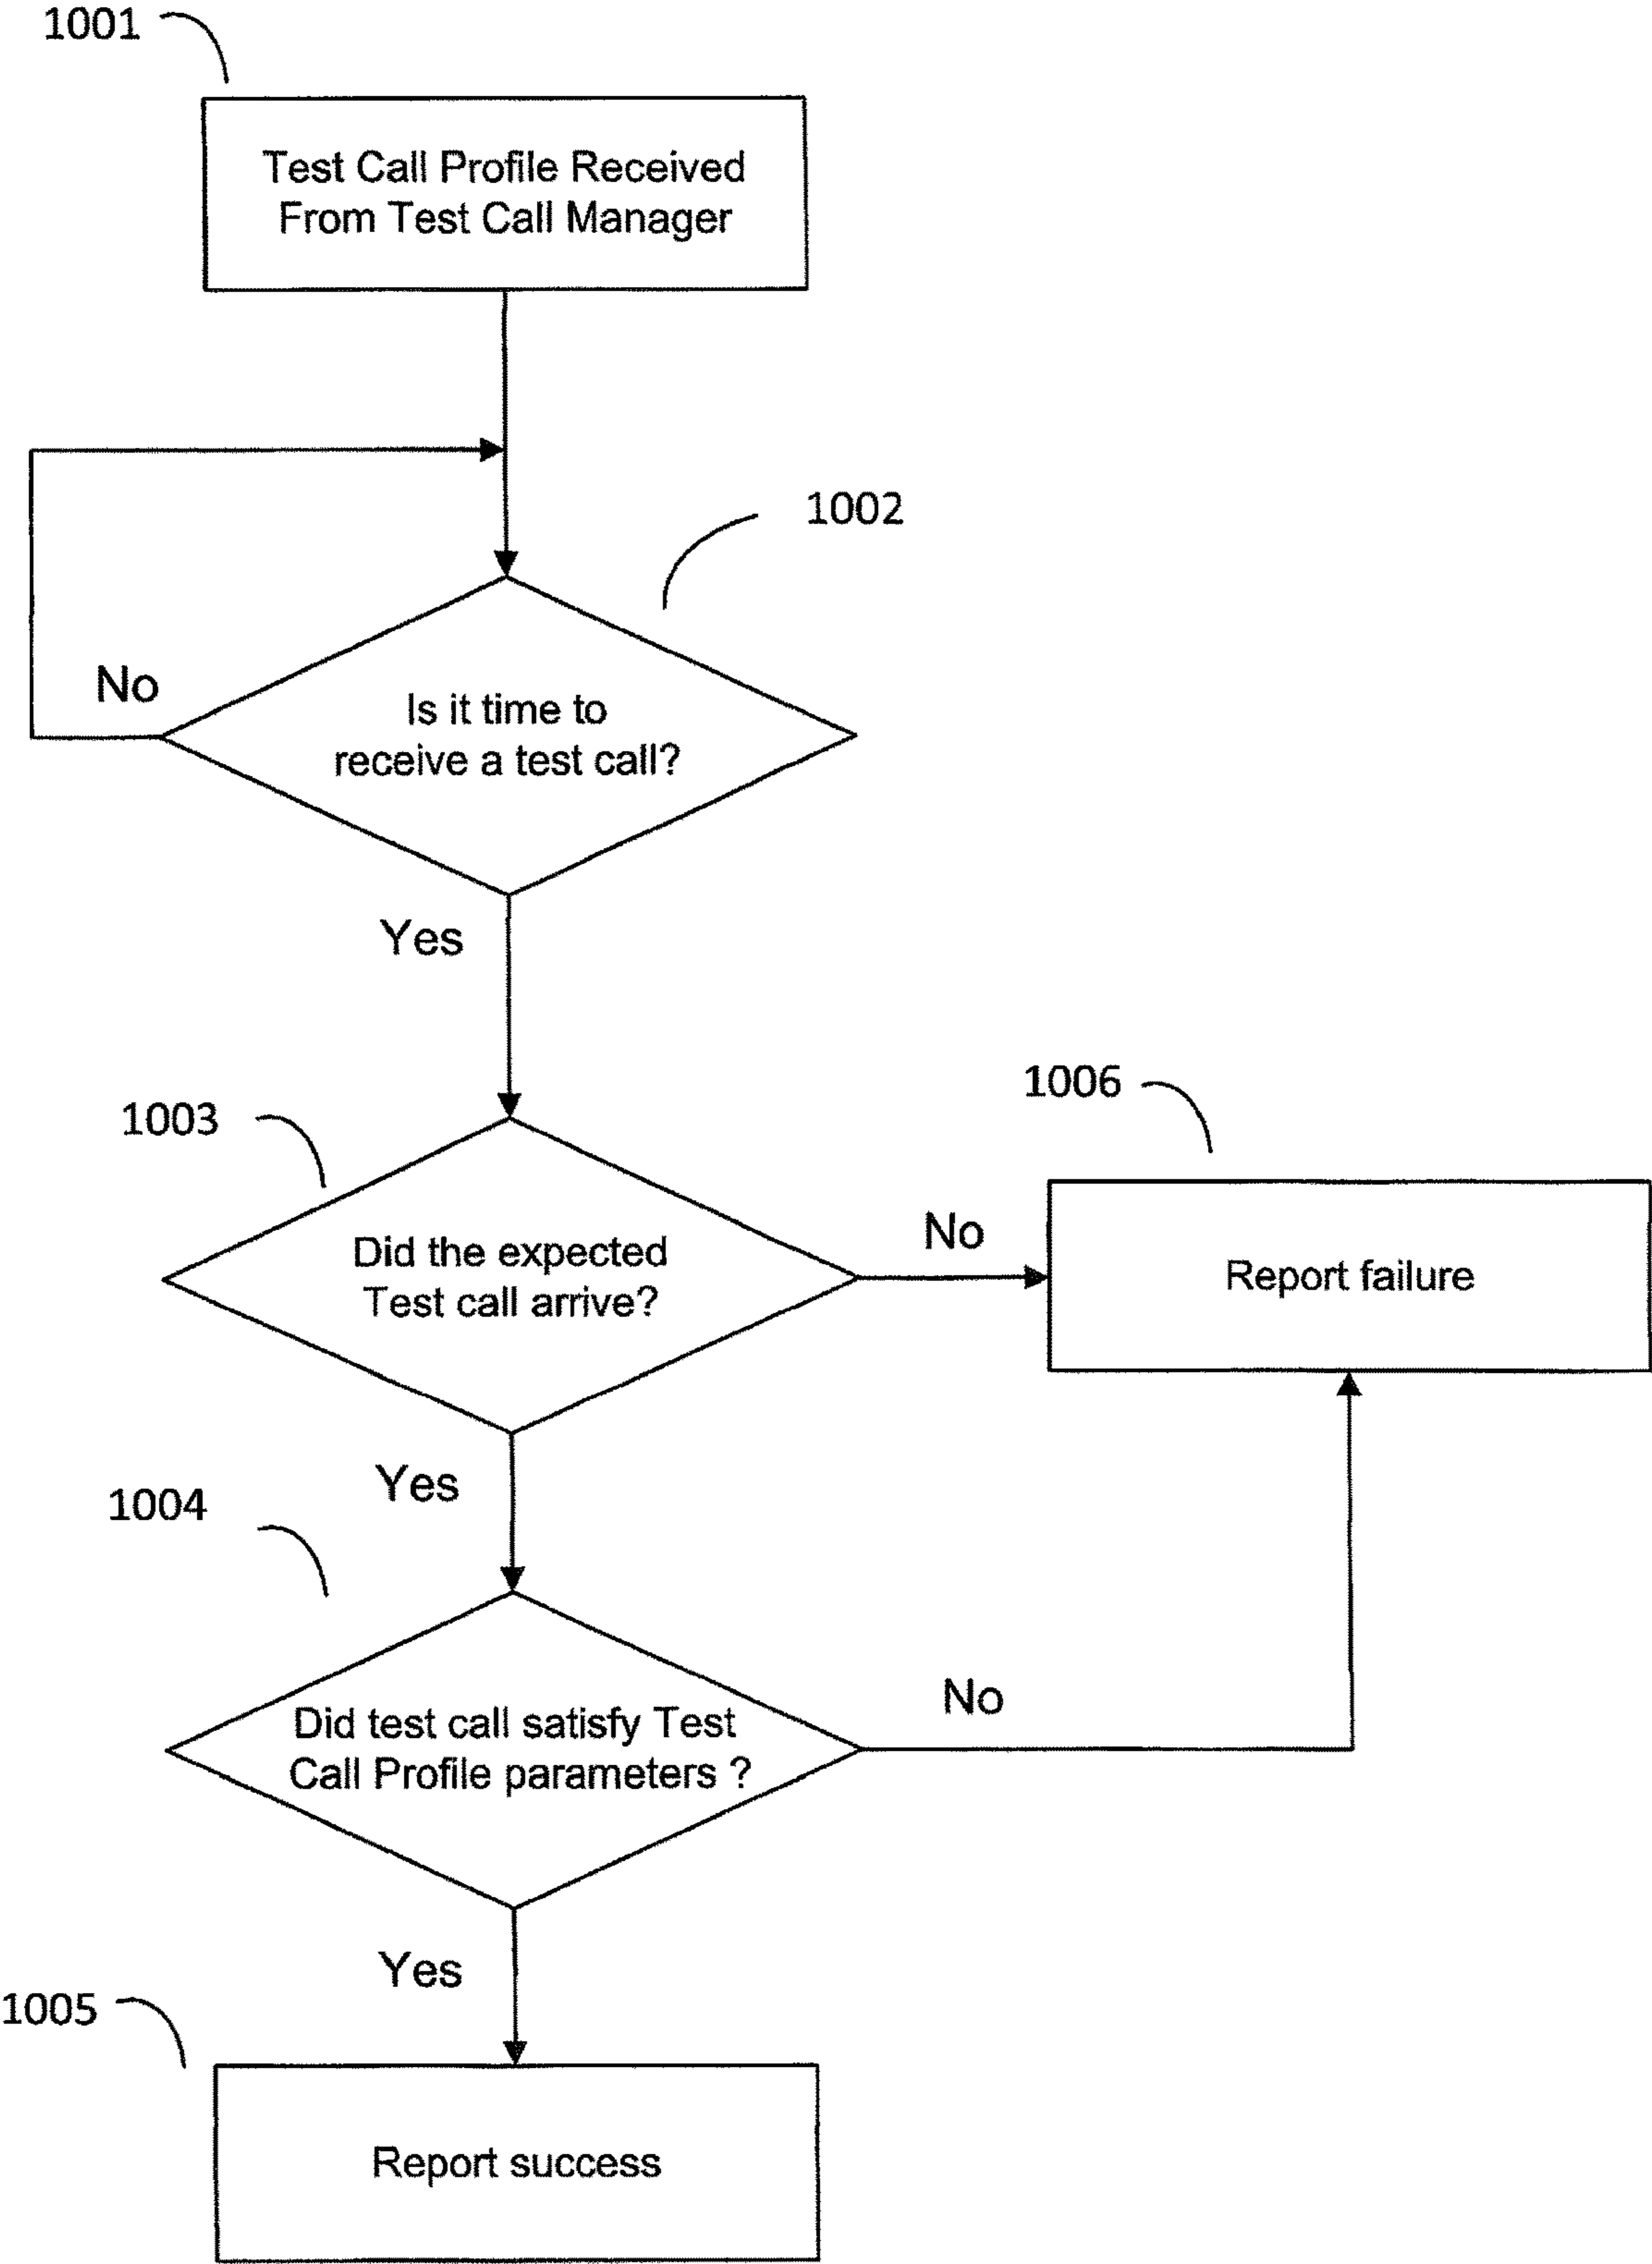 1001
Test Call Profile Received
From Test Call Manager
1002
No
Is it time to
receive a test call?
Yes
1003
1006
Did the expected
Test call arrive?
No
Report failure
Yes
1004
Did test call satisfy Test
Call Profile parameters ?
No
Yes
1005
Report success